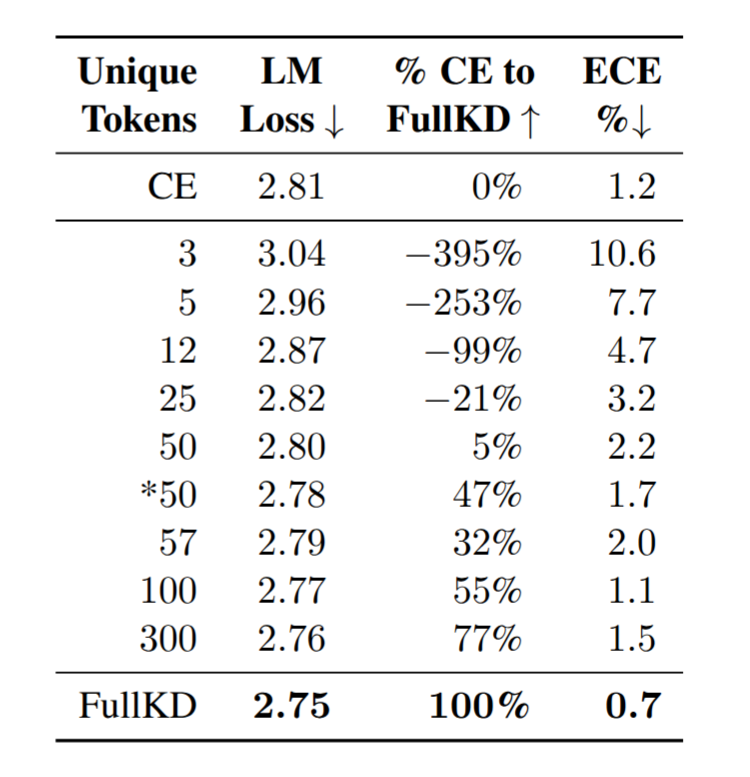 Unique LM % CE to ECE
Tokens Loss ↓ FullKD ↑ %↓
CE 2.81 0% 1.2
3 3.04 −395% 10.6
5 2.96 −253% 7.7
12 2.87 −99% 4.7
25 2.82 −21% 3.2
50 2.80 5% 2.2
*50 2.78 47% 1.7
57 2.79 32% 2.0
100 2.77 55% 1.1
300 2.76 77% 1.5
FullKD 2.75 100% 0.7